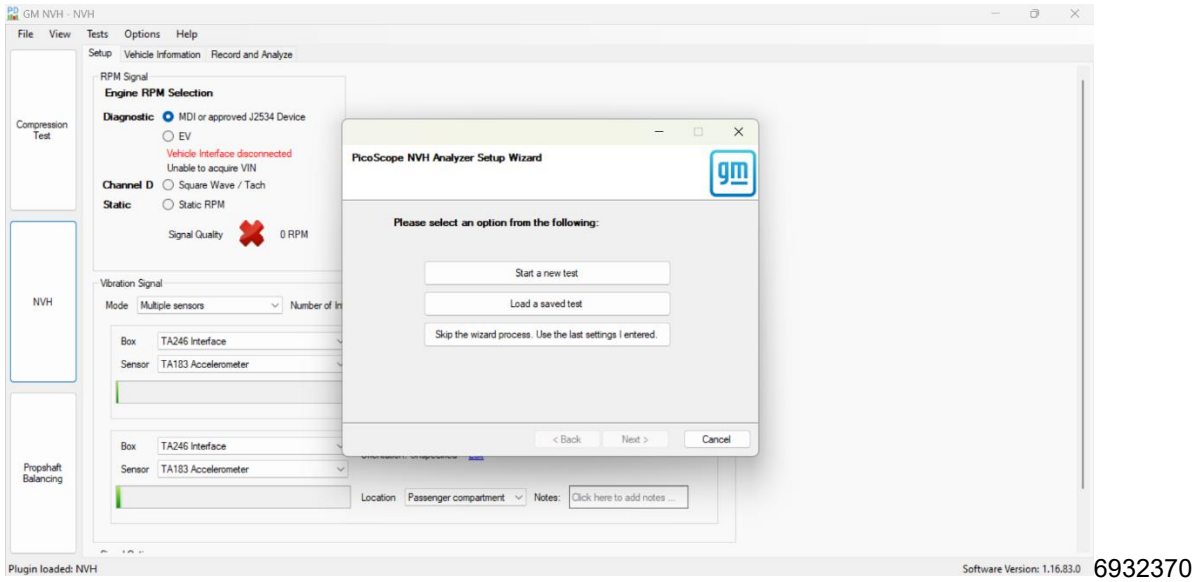 GM NVH - NVH
File View Tests Options Help
Setup Vehicle Information Record and Analyze
Compression
Test
NVH
Propshaft
Balancing
RPM Signal
Engine RPM Selection
Diagnostic MDI or approved J2534 Device
EV
Vehicle Interface disconnected
Unable to acquire VIN
Channel D Square Wave / Tach
Static Static RPM
Signal Quality 0 RPM
Vibration Signal
Mode Multiple sensors Number of In
Box TA246 Interface
Sensor TA183 Accelerometer
Box TA246 Interface
Sensor TA183 Accelerometer
Location Passenger compartment Notes: Click here to add notes ...
PicoScope NVH Analyzer Setup Wizard
gm
Please select an option from the following:
Start a new test
Load a saved test
Skip the wizard process. Use the last settings I entered.
< Back Next > Cancel
Plugin loaded: NVH
Software Version: 1.16.83.0
6932370